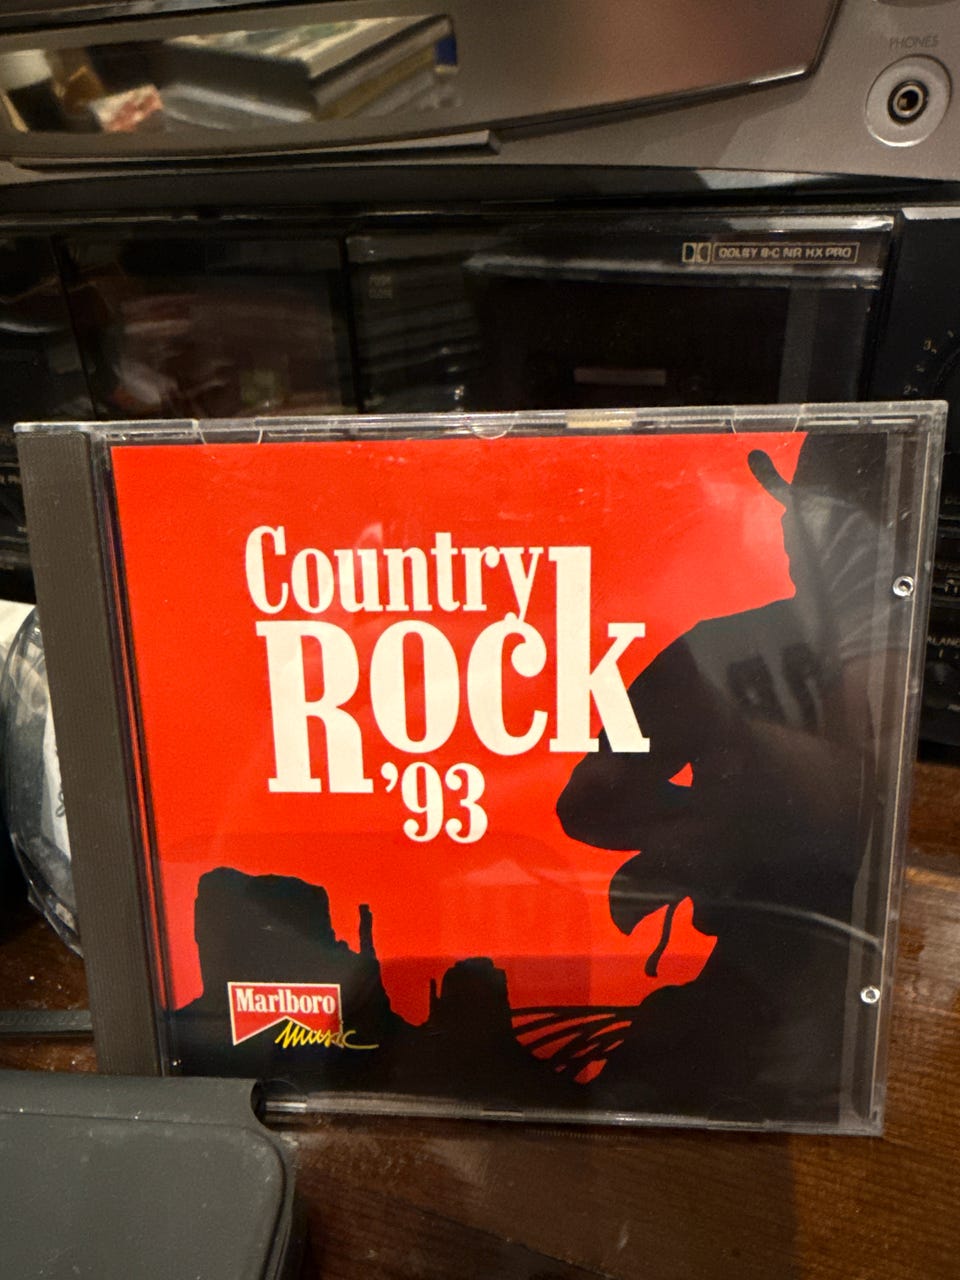 PHONES
DOLBY B·C NR HX PRO
Country
Rock
'93
Marlboro
Music